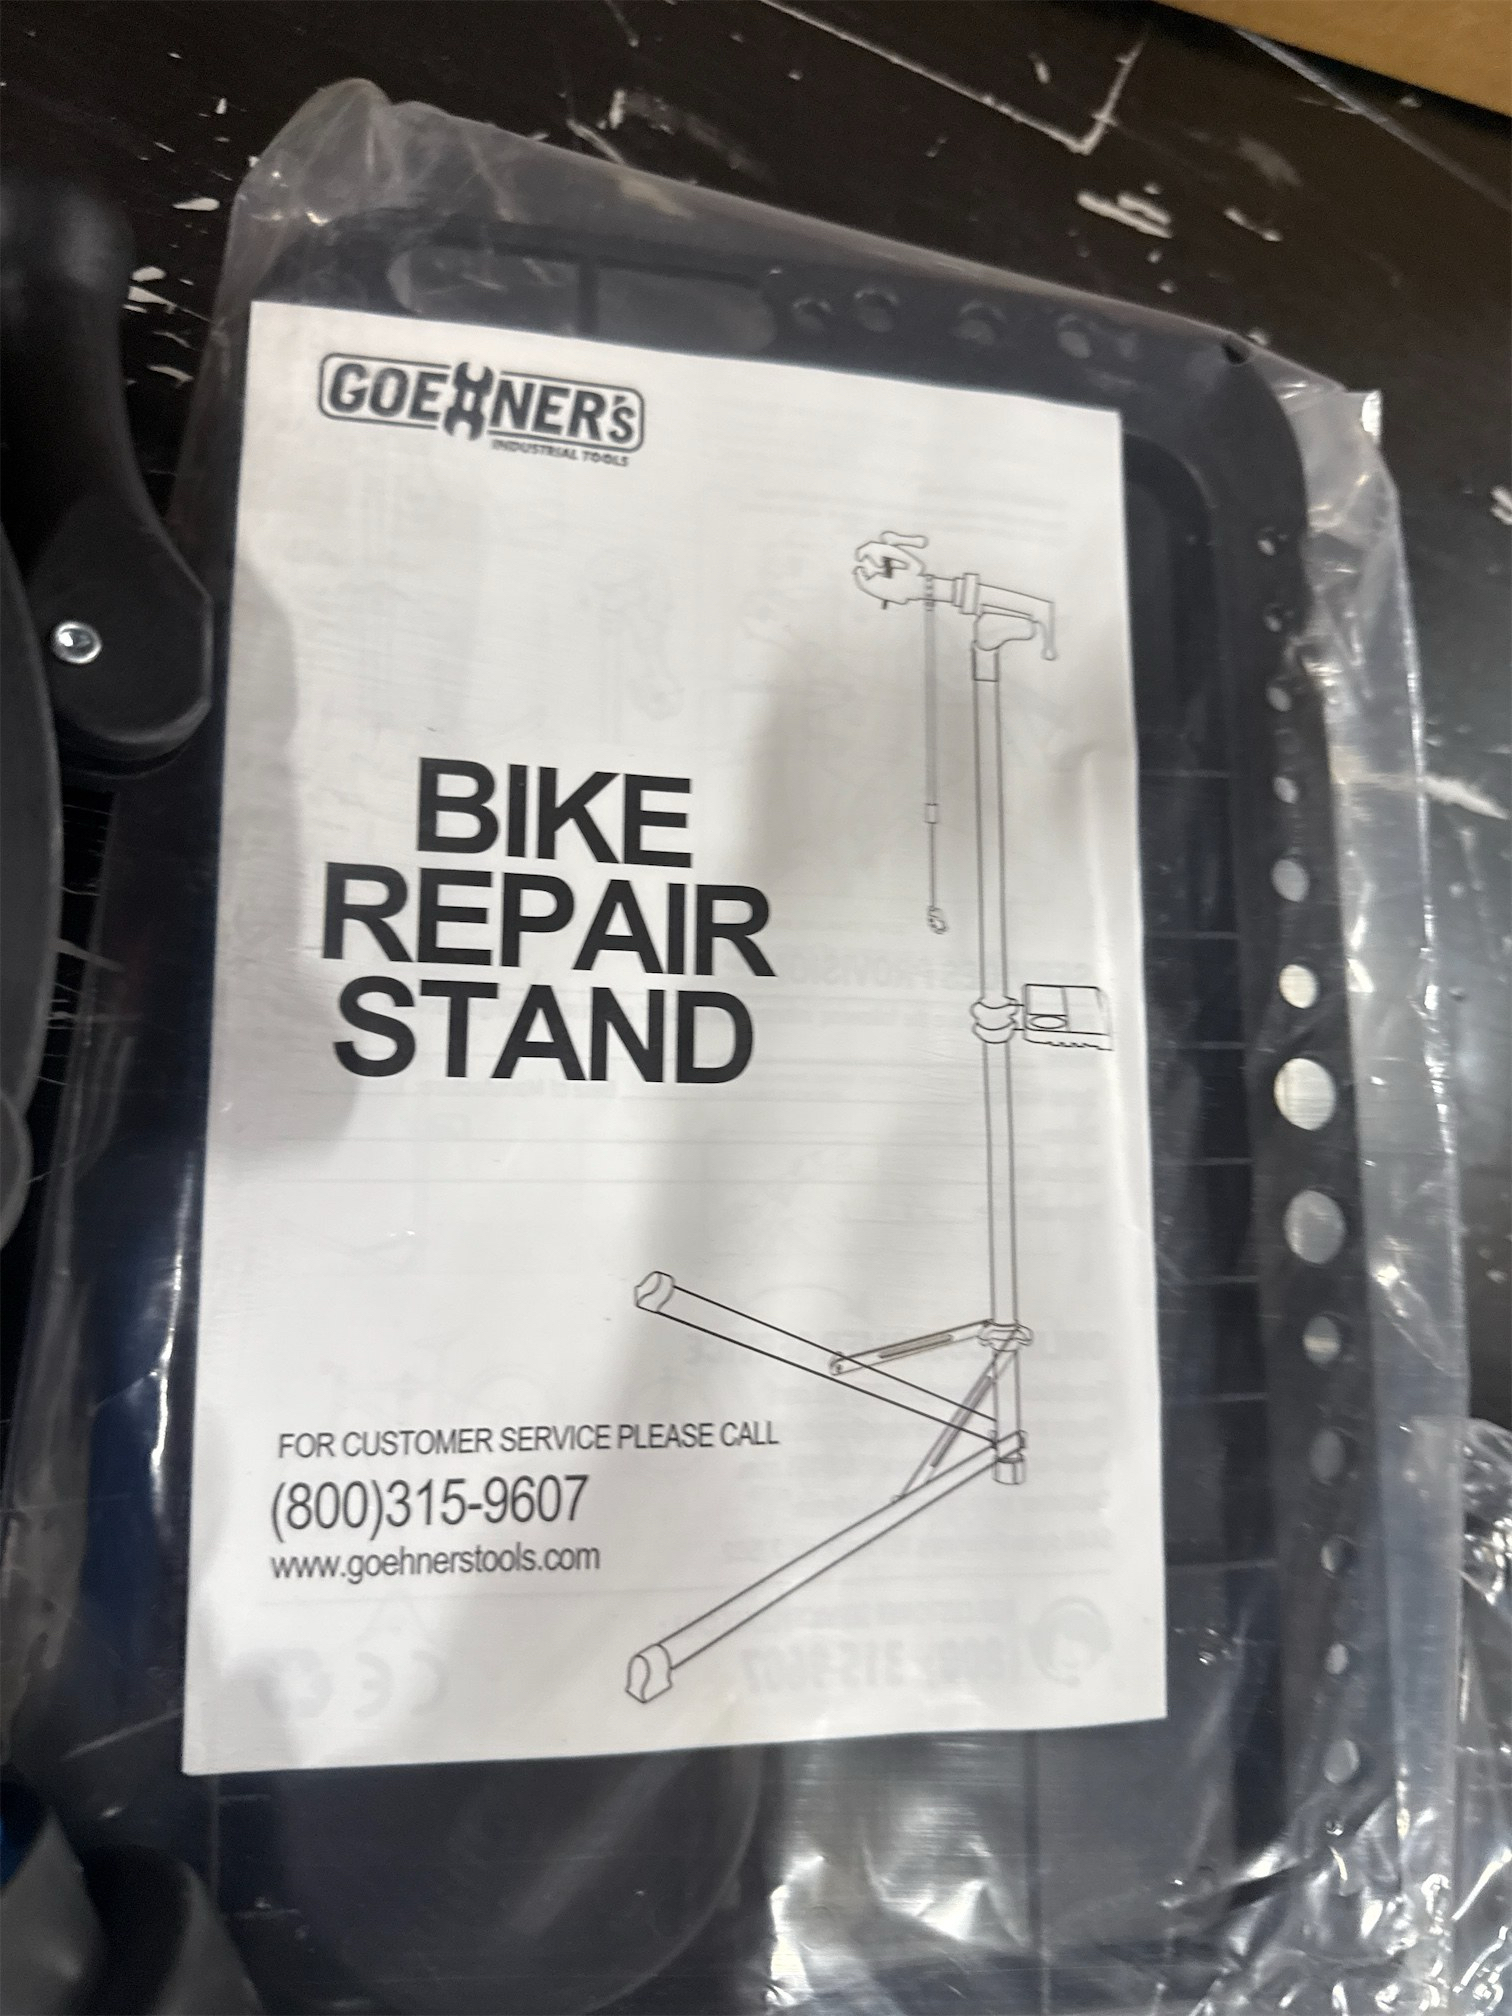 GOEHNER'S
INDUSTRIAL TOOLS
BIKE
REPAIR
STAND
FOR CUSTOMER SERVICE PLEASE CALL
(800)315-9607
www.goehnerstools.com